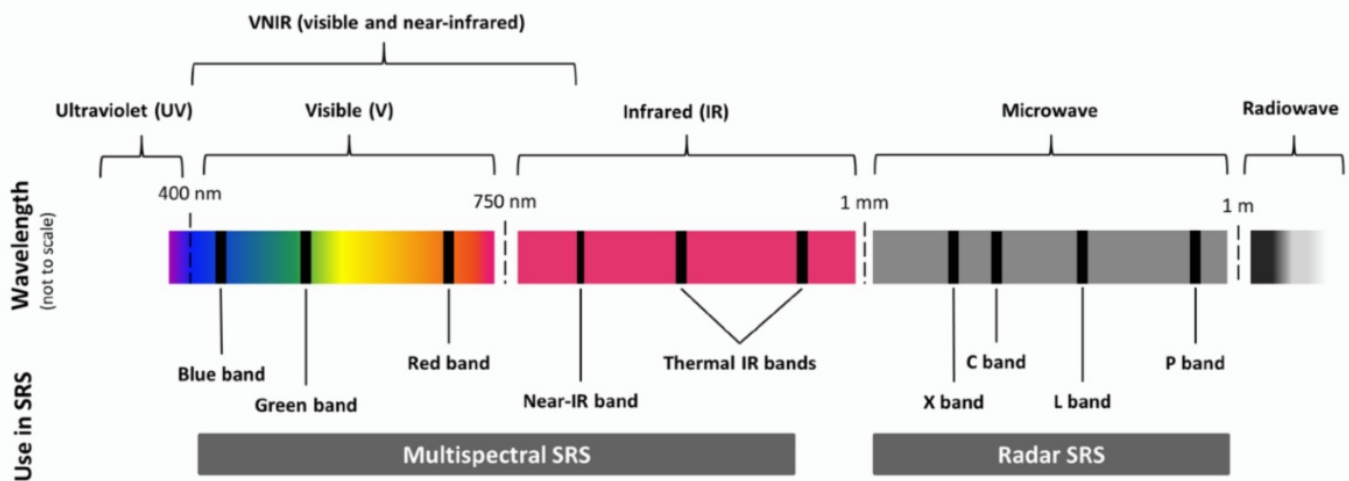 VNIR (visible and near-infrared)
Ultraviolet (UV)
Visible (V)
Infrared (IR)
Microwave
Radiowave
Wavelength
(not to scale)
400 nm
750 nm
1 mm
1 m
Use in SRS
Blue band
Green band
Red band
Near-IR band
Thermal IR bands
X band
C band
L band
P band
Multispectral SRS
Radar SRS